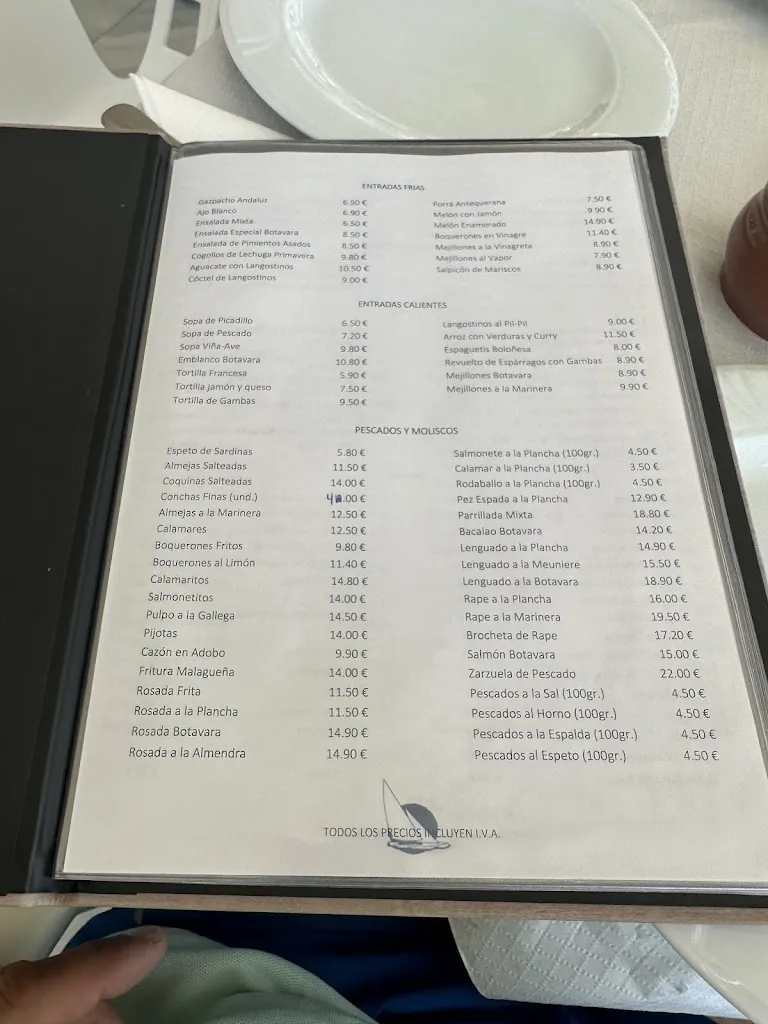 ENTRADAS FRIAS
Gazpacho Andaluz 6.50 €
Ajo Blanco 6.90 €
Ensalada Mixta 6.50 €
Ensalada Especial Botavara 8.50 €
Ensalada de Pimientos Asados 8.50 €
Cogollos de Lechuga Primavera 9.80 €
Aguacate con Langostinos 10.50 €
Cóctel de Langostinos 9.00 €
Porra Antequerana 7.50 €
Melón con Jamón 9.90 €
Melón Enamorado 14.90 €
Boquerones en Vinagre 11.40 €
Mejillones a la Vinagreta 8.90 €
Mejillones al Vapor 7.90 €
Salpicón de Mariscos 8.90 €
ENTRADAS CALIENTES
Sopa de Picadillo 6.50 €
Sopa de Pescado 7.20 €
Sopa Viña-Ave 9.80 €
Emblanco Botavara 10.80 €
Tortilla Francesa 5.90 €
Tortilla Jamón y queso 7.50 €
Tortilla de Gambas 9.50 €
Langostinos al Pil-Pil 9.00 €
Arroz con Verduras y Curry 11.50 €
Espaguetis Boloñesa 8.00 €
Revuelto de Espárragos con Gambas 8.90 €
Mejillones Botavara 8.90 €
Mejillones a la Marinera 9.90 €
PESCADOS Y MOLISCOS
Espeto de Sardinas 5.80 €
Almejas Salteadas 11.50 €
Coquinas Salteadas 14.00 €
Conchas Finas (und.) 4.00 €
Almejas a la Marinera 12.50 €
Calamares 12.50 €
Boquerones Fritos 9.80 €
Boquerones al Limón 11.40 €
Calamaritos 14.80 €
Salmonetitos 14.00 €
Pulpo a la Gallega 14.50 €
Pijotas 14.00 €
Cazón en Adobo 9.90 €
Fritura Malagueña 14.00 €
Rosada Frita 11.50 €
Rosada a la Plancha 11.50 €
Rosada Botavara 14.90 €
Rosada a la Almendra 14.90 €
Salmonete a la Plancha (100gr.) 4.50 €
Calamar a la Plancha (100gr.) 3.50 €
Rodaballo a la Plancha (100gr.) 4.50 €
Pez Espada a la Plancha 12.90 €
Parrillada Mixta 18.80 €
Bacalao Botavara 14.20 €
Lenguado a la Plancha 14.90 €
Lenguado a la Meuniere 15.50 €
Lenguado a la Botavara 18.90 €
Rape a la Plancha 16.00 €
Rape a la Marinera 19.50 €
Brocheta de Rape 17.20 €
Salmón Botavara 15.00 €
Zarzuela de Pescado 22.00 €
Pescados a la Sal (100gr.) 4.50 €
Pescados al Horno (100gr.) 4.50 €
Pescados a la Espalda (100gr.) 4.50 €
Pescados al Espeto (100gr.) 4.50 €
TODOS LOS PRECIOS INCLUYEN I.V.A.